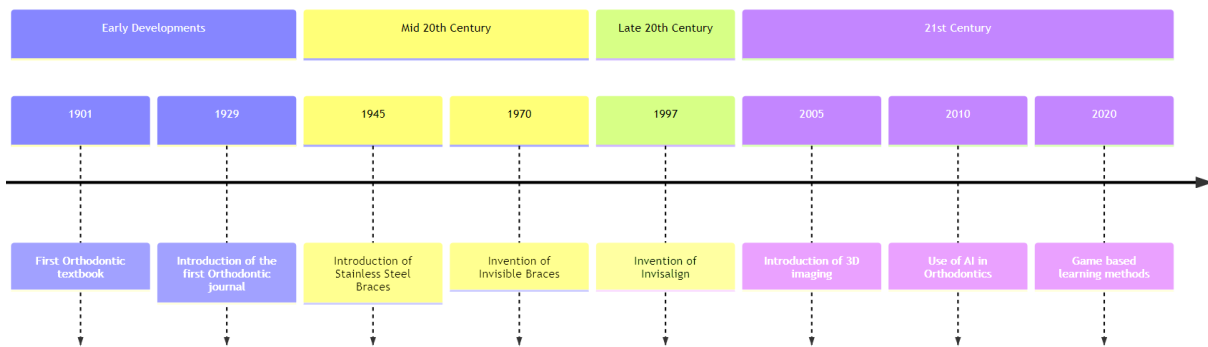 Early Developments
Mid 20th Century
Late 20th Century
21st Century
1901
1929
1945
1970
1997
2005
2010
2020
First Orthodontic
textbook
Introduction of the
first Orthodontic
journal
Introduction of
Stainless Steel
Braces
Invention of
Invisible Braces
Invention of
Invisalign
Introduction of 3D
imaging
Use of AI in
Orthodontics
Game based
learning methods